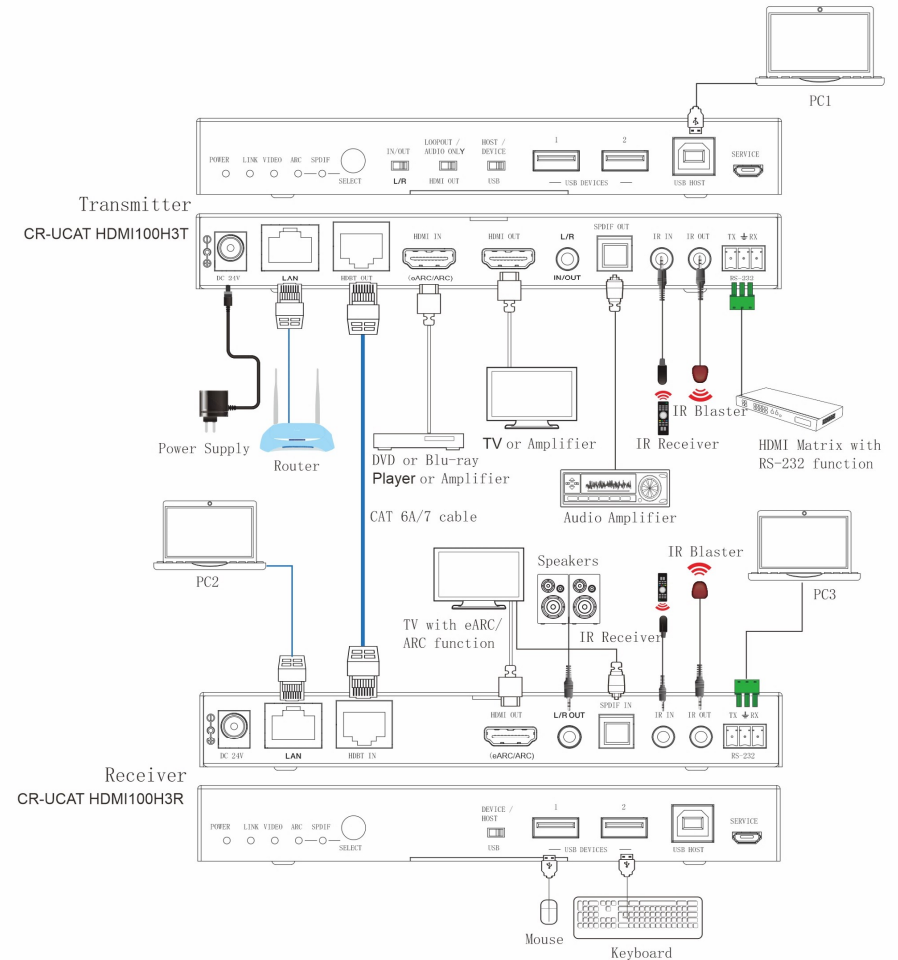 PC1
POWER LINK VIDEO ARC SPDIF
SELECT
IN/OUT
L/R
LOOPOUT /
AUDIO ONLY
HDMI OUT
HOST /
DEVICE
USB
1
2
USB DEVICES
USB HOST
SERVICE
Transmitter
CR-UCAT HDMI100H3T
DC 24V
LAN
HDBT OUT
HDMI IN
(eARC/ARC)
HDMI OUT
L/R
IN/OUT
SPDIF OUT
IR IN
IR OUT
TX RX
RS-232
Power Supply
Router
DVD or Blu-ray
Player or Amplifier
TV or Amplifier
Audio Amplifier
IR Receiver
IR Blaster
HDMI Matrix with
RS-232 function
CAT 6A/7 cable
PC2
TV with eARC/
ARC function
Speakers
IR Receiver
IR Blaster
PC3
DC 24V
LAN
HDBT IN
HDMI OUT
(eARC/ARC)
L/R OUT
SPDIF IN
IR IN
IR OUT
TX RX
RS-232
Receiver
CR-UCAT HDMI100H3R
POWER LINK VIDEO ARC SPDIF
SELECT
DEVICE /
HOST
USB
1
2
USB DEVICES
USB HOST
SERVICE
Mouse
Keyboard